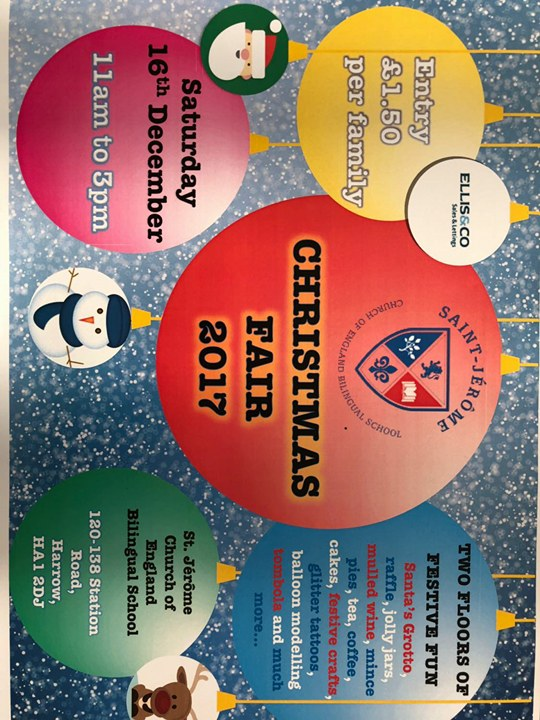 Entry
£1.50
per family
ELLIS&CO
Sales & Lettings
SAINT-JÉRÔME
CHURCH OF ENGLAND BILINGUAL SCHOOL
CHRISTMAS
FAIR
2017
Saturday
16th December
11am to 3pm
TWO FLOORS OF
FESTIVE FUN
Santa's Grotto,
raffle, jolly jars,
mulled wine, mince
pies, tea, coffee,
cakes, festive crafts,
glitter tattoos,
balloon modelling
tombola and much
more...
St. Jérôme
Church of
England
Bilingual School
120-138 Station
Road,
Harrow,
HA1 2DJ